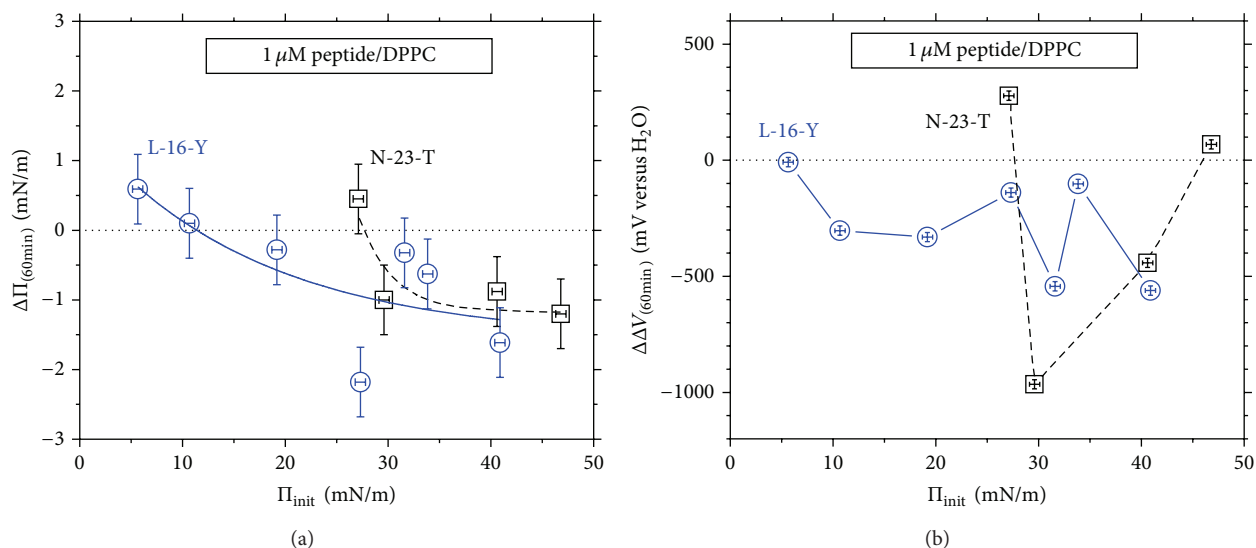 1 μM peptide/DPPC
L-16-Y
N-23-T
ΔΠ(60min) (mN/m)
3
2
1
0
−1
−2
−3
0 10 20 30 40 50
Πinit (mN/m)
(a)
1 μM peptide/DPPC
L-16-Y
N-23-T
ΔΔV(60min) (mV versus H2O)
500
0
−500
−1000
0 10 20 30 40 50
Πinit (mN/m)
(b)